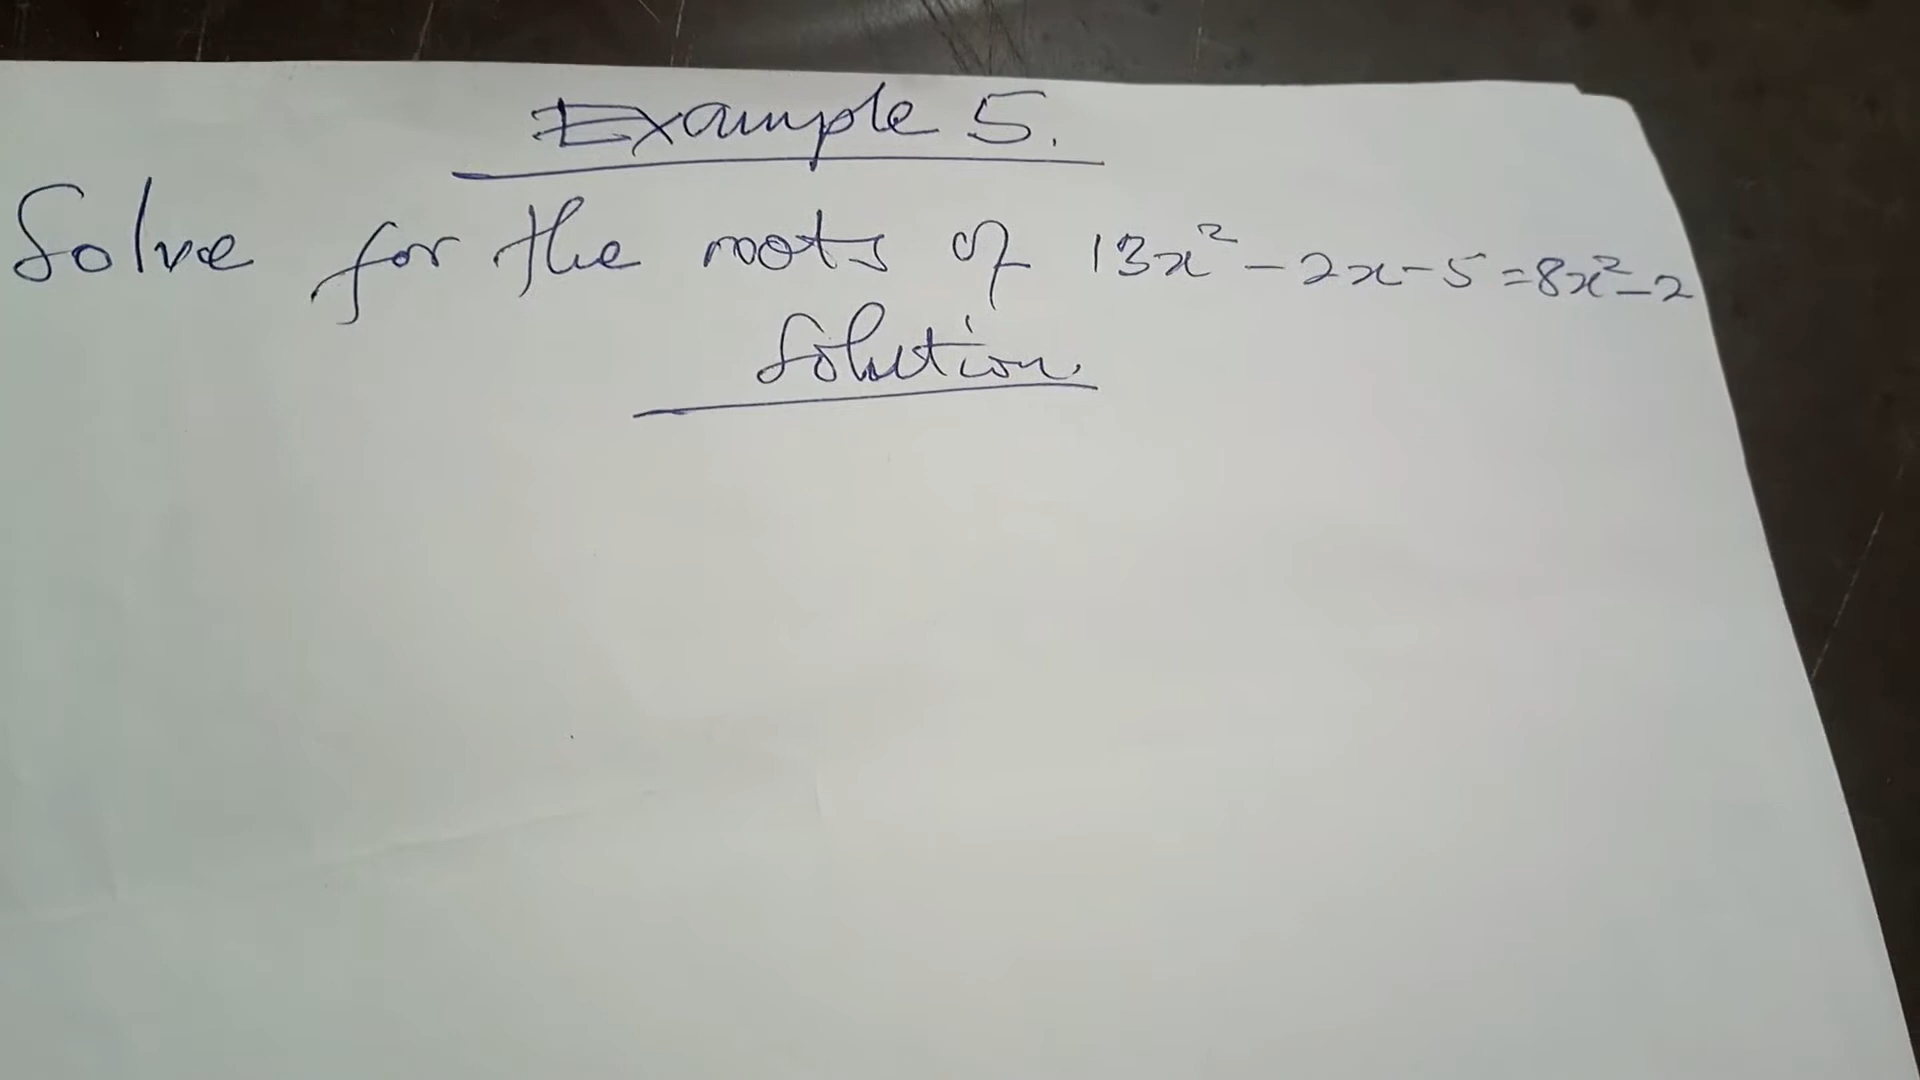 Example 5.
Solve for the roots of 13x² - 2x - 5 = 8x² - 2
Solution.